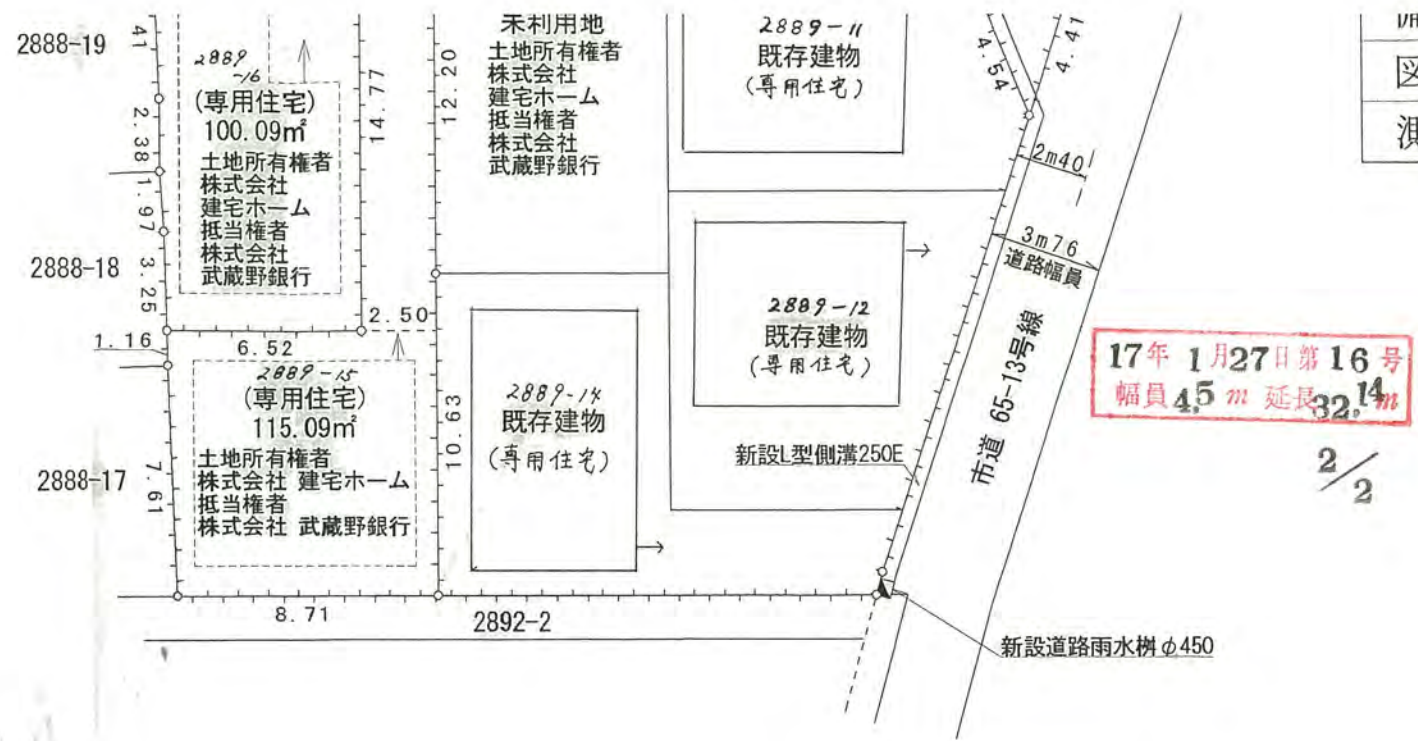 2888-19
41
2.38
1.97
3.25
2888-18
1.16
7.61
2888-17
2889
-16
(専用住宅)
100.09㎡
土地所有権者
株式会社
建宅ホーム
抵当権者
株式会社
武蔵野銀行
14.77
6.52
2.50
2889-15
(専用住宅)
115.09㎡
土地所有権者
株式会社 建宅ホーム
抵当権者
株式会社 武蔵野銀行
8.71
未利用地
土地所有権者
株式会社
建宅ホーム
抵当権者
株式会社
武蔵野銀行
12.20
10.63
2889-14
既存建物
(専用住宅)
2892-2
2889-11
既存建物
(専用住宅)
2889-12
既存建物
(専用住宅)
新設L型側溝250E
4.54
4.41
2m40
3m76
道路幅員
市道 65-13号線
新設道路雨水桝φ450
17年 1月27日第 16 号
幅員 4.5 m 延長 32.14m
2/2
図